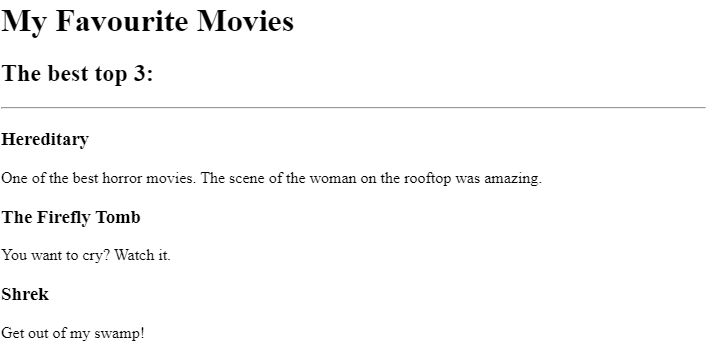 My Favourite Movies
The best top 3:
Hereditary
One of the best horror movies. The scene of the woman on the rooftop was amazing.
The Firefly Tomb
You want to cry? Watch it.
Shrek
Get out of my swamp!